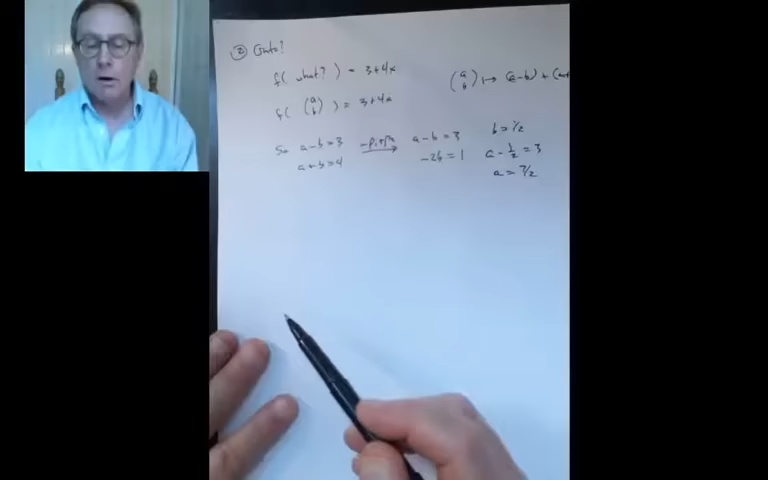 ② Onto?
f( what? ) = 3+4x
(a b) ↦ (a-b) + (a+
f( (a b) ) = 3+4x
So a-b=3 → a-b=3 b=1/2
a+b=4 -2b=1 a-1/2=3
a=7/2